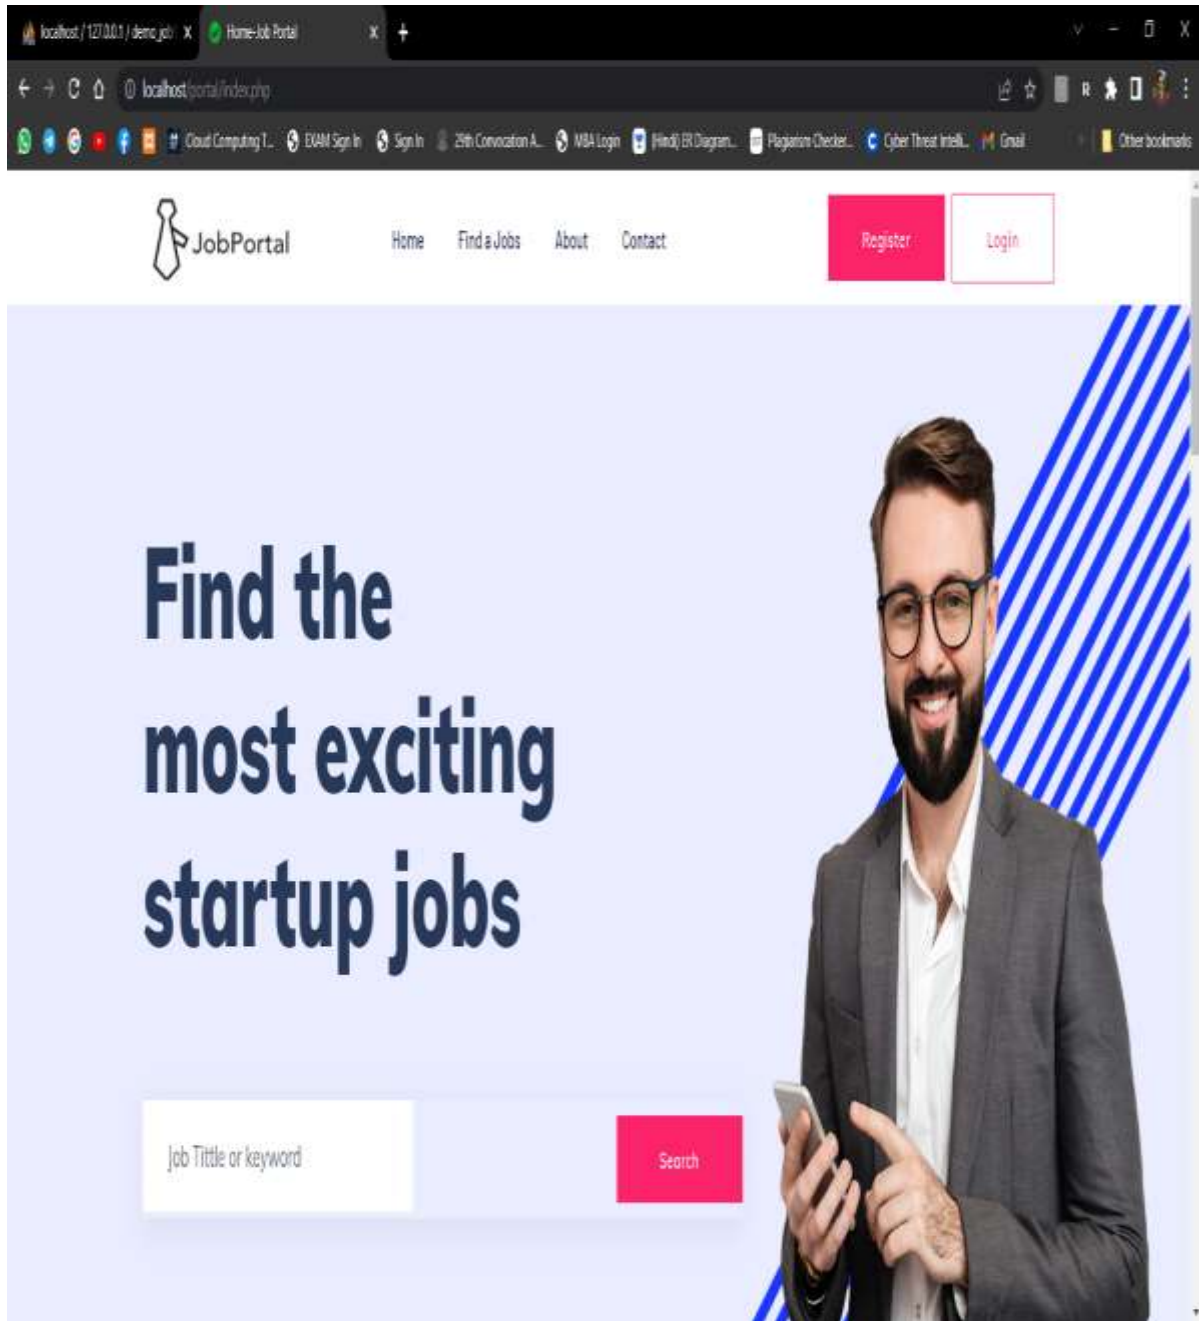 localhost / 127.0.0.1 / demo_job
Home-Job Portal
localhost/portal/index.php
Cloud Computing T...
EXAM Sign In
Sign In
29th Convocation A...
MBA Login
(Hindi) ER Diagram...
Plagiarism Checker...
Cyber Threat Intelli...
Gmail
Other bookmarks
JobPortal
Home
Find a Jobs
About
Contact
Register
Login
Find the
most exciting
startup jobs
Job Tittle or keyword
Search